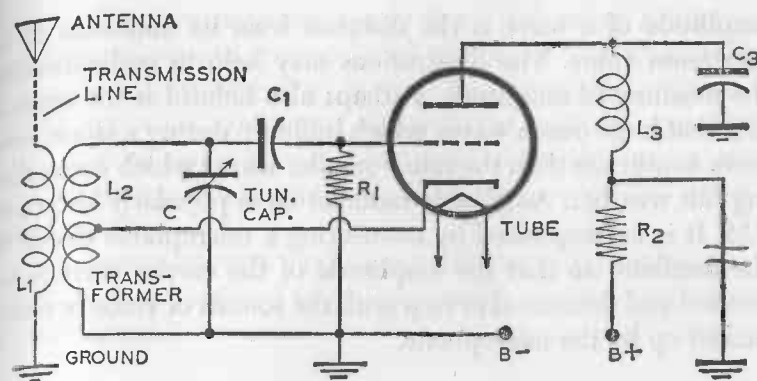 ANTENNA
TRANSMISSION
LINE
C1
C3
L3
L2
R1
C
TUN.
CAP.
TUBE
R2
L1
TRANS-
FORMER
GROUND
B-
B+